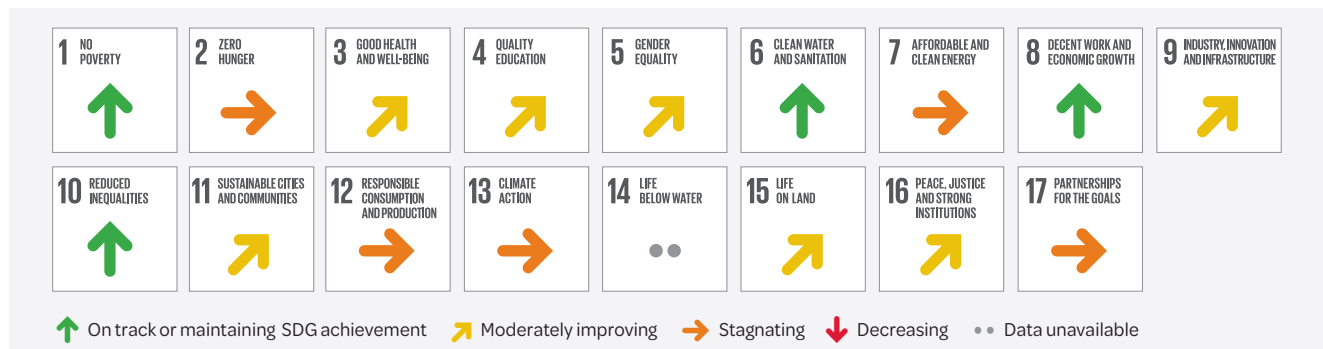 1 NO
POVERTY
2 ZERO
HUNGER
3 GOOD HEALTH
AND WELL-BEING
4 QUALITY
EDUCATION
5 GENDER
EQUALITY
6 CLEAN WATER
AND SANITATION
7 AFFORDABLE AND
CLEAN ENERGY
8 DECENT WORK AND
ECONOMIC GROWTH
9 INDUSTRY, INNOVATION
AND INFRASTRUCTURE
10 REDUCED
INEQUALITIES
11 SUSTAINABLE CITIES
AND COMMUNITIES
12 RESPONSIBLE
CONSUMPTION
AND PRODUCTION
13 CLIMATE
ACTION
14 LIFE
BELOW WATER
15 LIFE
ON LAND
16 PEACE, JUSTICE
AND STRONG
INSTITUTIONS
17 PARTNERSHIPS
FOR THE GOALS
On track or maintaining SDG achievement Moderately improving Stagnating Decreasing Data unavailable